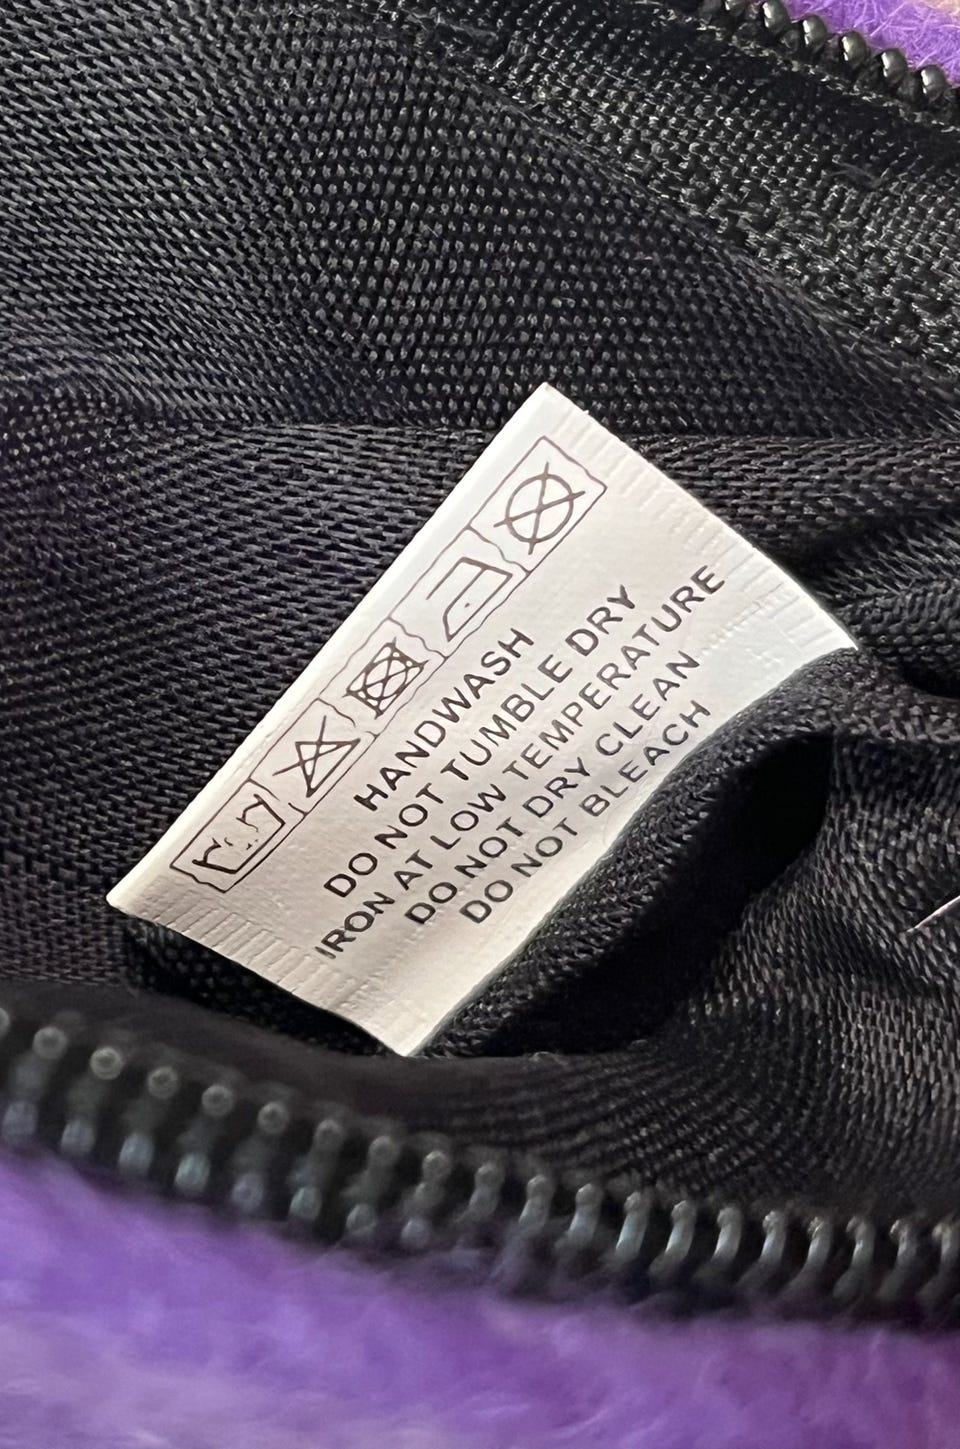 HANDWASH
DO NOT TUMBLE DRY
IRON AT LOW TEMPERATURE
DO NOT DRY CLEAN
DO NOT BLEACH